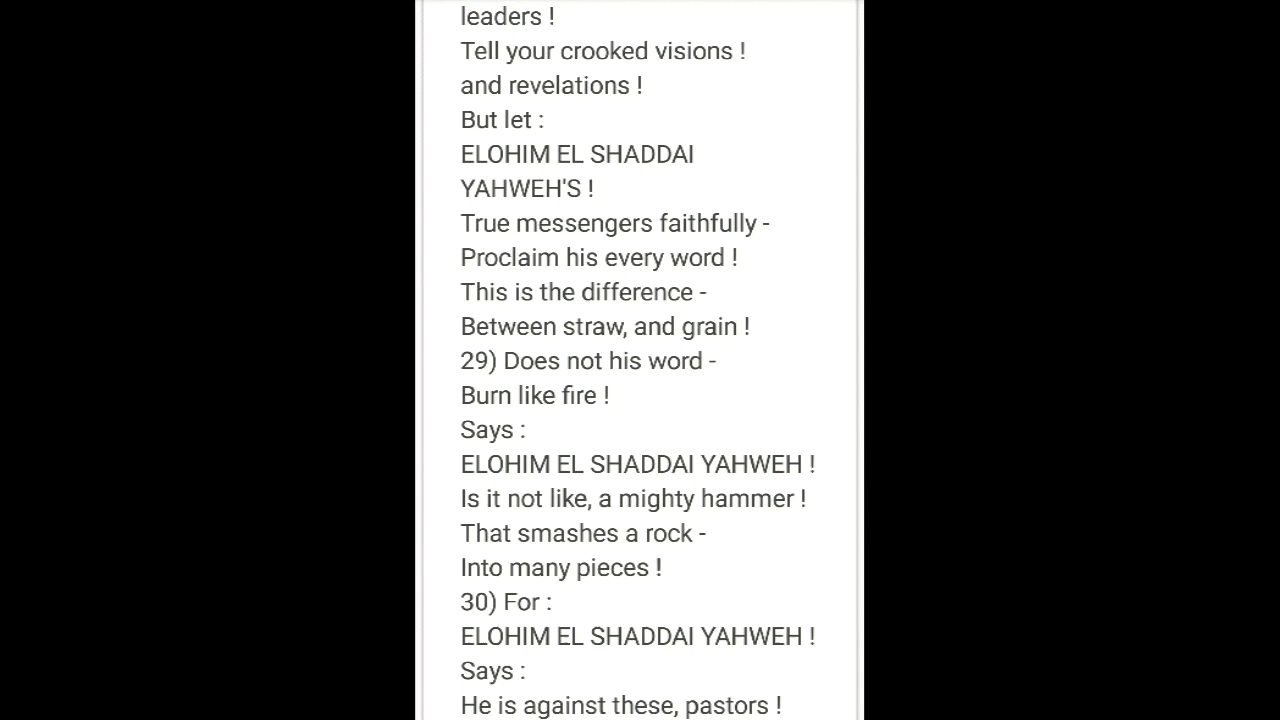 leaders !
Tell your crooked visions !
and revelations !
But let :
ELOHIM EL SHADDAI
YAHWEH'S !
True messengers faithfully -
Proclaim his every word !
This is the difference -
Between straw, and grain !
29) Does not his word -
Burn like fire !
Says :
ELOHIM EL SHADDAI YAHWEH !
Is it not like, a mighty hammer !
That smashes a rock -
Into many pieces !
30) For :
ELOHIM EL SHADDAI YAHWEH !
Says :
He is against these, pastors !